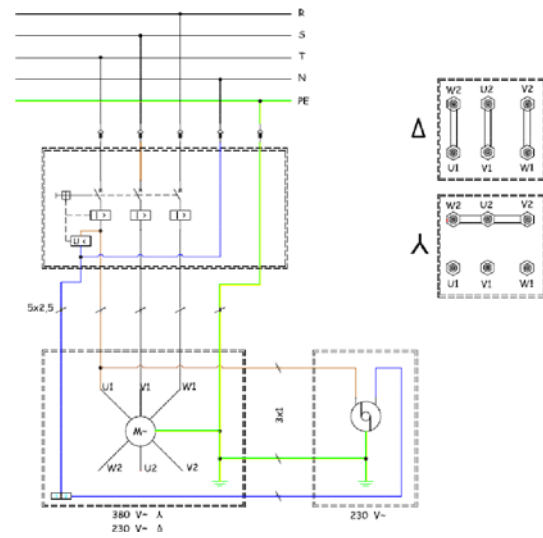 R
S
T
N
PE
W2 U2 V2
Δ
U1 V1 W1
W2 U2 V2
U1 V1 W1
I > I > I >
U <
5x2,5
U1 V1 W1
M~
W2 U2 V2
3x1
380 V~ ⅄
230 V~ Δ
230 V~